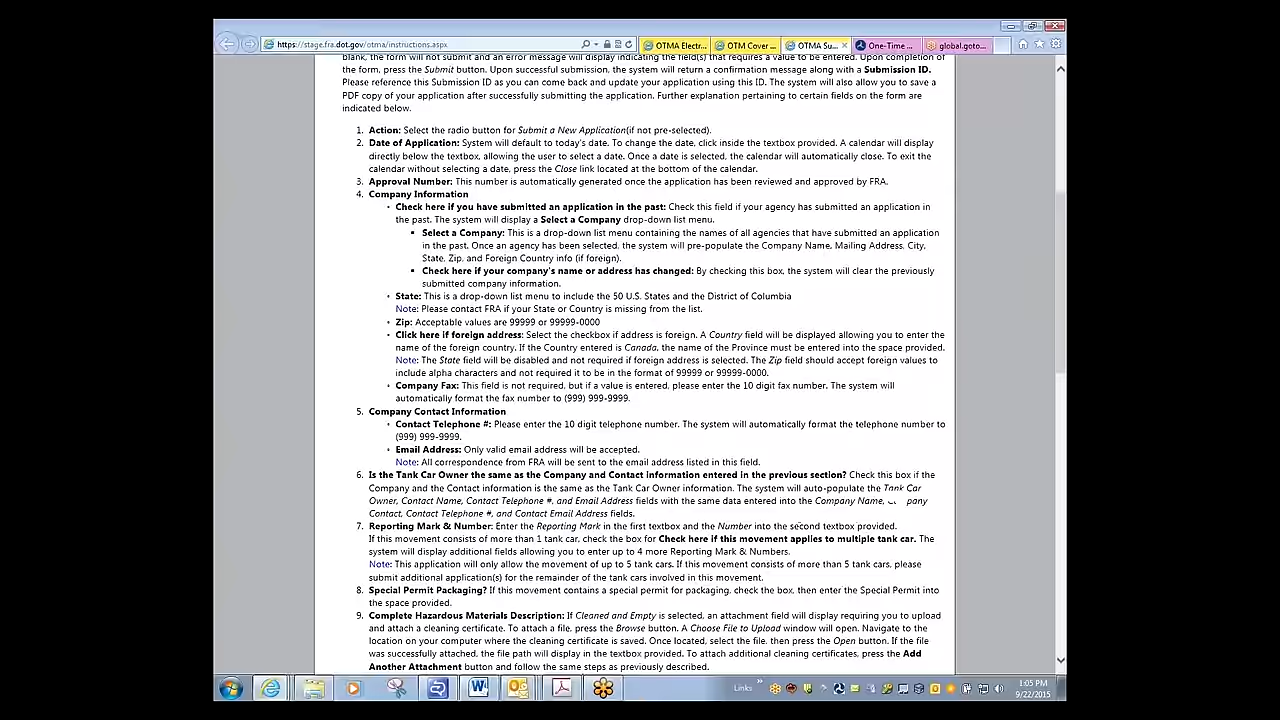 https://stage.fra.dot.gov/otma/instructions.aspx
OTMA Electr...
OTM Cover ...
OTMA Su...
One-Time ...
global.goto...
blank, the form will not submit and an error message will display indicating the field(s) that requires a value to be entered. Upon completion of
the form, press the Submit button. Upon successful submission, the system will return a confirmation message along with a Submission ID.
Please reference this Submission ID as you can come back and update your application using this ID. The system will also allow you to save a
PDF copy of your application after successfully submitting the application. Further explanation pertaining to certain fields on the form are
indicated below.
1. Action: Select the radio button for Submit a New Application(if not pre-selected).
2. Date of Application: System will default to today's date. To change the date, click inside the textbox provided. A calendar will display
directly below the textbox, allowing the user to select a date. Once a date is selected, the calendar will automatically close. To exit the
calendar without selecting a date, press the Close link located at the bottom of the calendar.
3. Approval Number: This number is automatically generated once the application has been reviewed and approved by FRA.
4. Company Information
• Check here if you have submitted an application in the past: Check this field if your agency has submitted an application in
the past. The system will display a Select a Company drop-down list menu.
▪ Select a Company: This is a drop-down list menu containing the names of all agencies that have submitted an application
in the past. Once an agency has been selected, the system will pre-populate the Company Name, Mailing Address, City,
State, Zip, and Foreign Country info (if foreign).
▪ Check here if your company's name or address has changed: By checking this box, the system will clear the previously
submitted company information.
• State: This is a drop-down list menu to include the 50 U.S. States and the District of Columbia
Note: Please contact FRA if your State or Country is missing from the list.
• Zip: Acceptable values are 99999 or 99999-0000
• Click here if foreign address: Select the checkbox if address is foreign. A Country field will be displayed allowing you to enter the
name of the foreign country. If the Country entered is Canada, the name of the Province must be entered into the space provided.
Note: The State field will be disabled and not required if foreign address is selected. The Zip field should accept foreign values to
include alpha characters and not required it to be in the format of 99999 or 99999-0000.
• Company Fax: This field is not required, but if a value is entered, please enter the 10 digit fax number. The system will
automatically format the fax number to (999) 999-9999.
5. Company Contact Information
• Contact Telephone #: Please enter the 10 digit telephone number. The system will automatically format the telephone number to
(999) 999-9999.
• Email Address: Only valid email address will be accepted.
Note: All correspondence from FRA will be sent to the email address listed in this field.
6. Is the Tank Car Owner the same as the Company and Contact information entered in the previous section? Check this box if the
Company and the Contact information is the same as the Tank Car Owner information. The system will auto-populate the Tank Car
Owner, Contact Name, Contact Telephone #, and Email Address fields with the same data entered into the Company Name, Company
Contact, Contact Telephone #, and Contact Email Address fields.
7. Reporting Mark & Number: Enter the Reporting Mark in the first textbox and the Number into the second textbox provided.
If this movement consists of more than 1 tank car, check the box for Check here if this movement applies to multiple tank car. The
system will display additional fields allowing you to enter up to 4 more Reporting Mark & Numbers.
Note: This application will only allow the movement of up to 5 tank cars. If this movement consists of more than 5 tank cars, please
submit additional application(s) for the remainder of the tank cars involved in this movement.
8. Special Permit Packaging? If this movement contains a special permit for packaging, check the box, then enter the Special Permit into
the space provided.
9. Complete Hazardous Materials Description: If Cleaned and Empty is selected, an attachment field will display requiring you to upload
and attach a cleaning certificate. To attach a file, press the Browse button. A Choose File to Upload window will open. Navigate to the
location on your computer where the cleaning certificate is saved. Once located, select the file, then press the Open button. If the file
was successfully attached, the file path will display in the textbox provided. To attach additional cleaning certificates, press the Add
Another Attachment button and follow the same steps as previously described.
Links
1:05 PM
9/22/2015